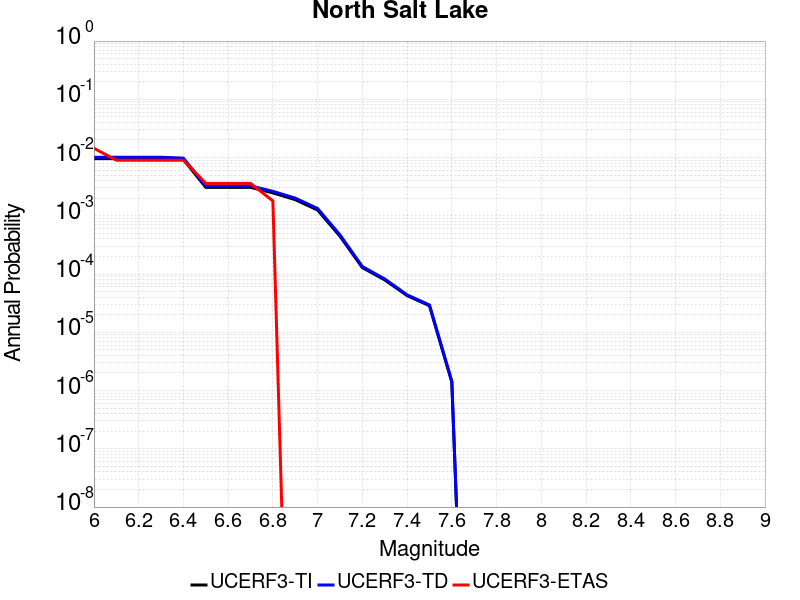 North Salt Lake
10^0
10^-1
10^-2
10^-3
10^-4
10^-5
10^-6
10^-7
10^-8
Annual Probability
6 6.2 6.4 6.6 6.8 7 7.2 7.4 7.6 7.8 8 8.2 8.4 8.6 8.8 9
Magnitude
UCERF3-TI UCERF3-TD UCERF3-ETAS